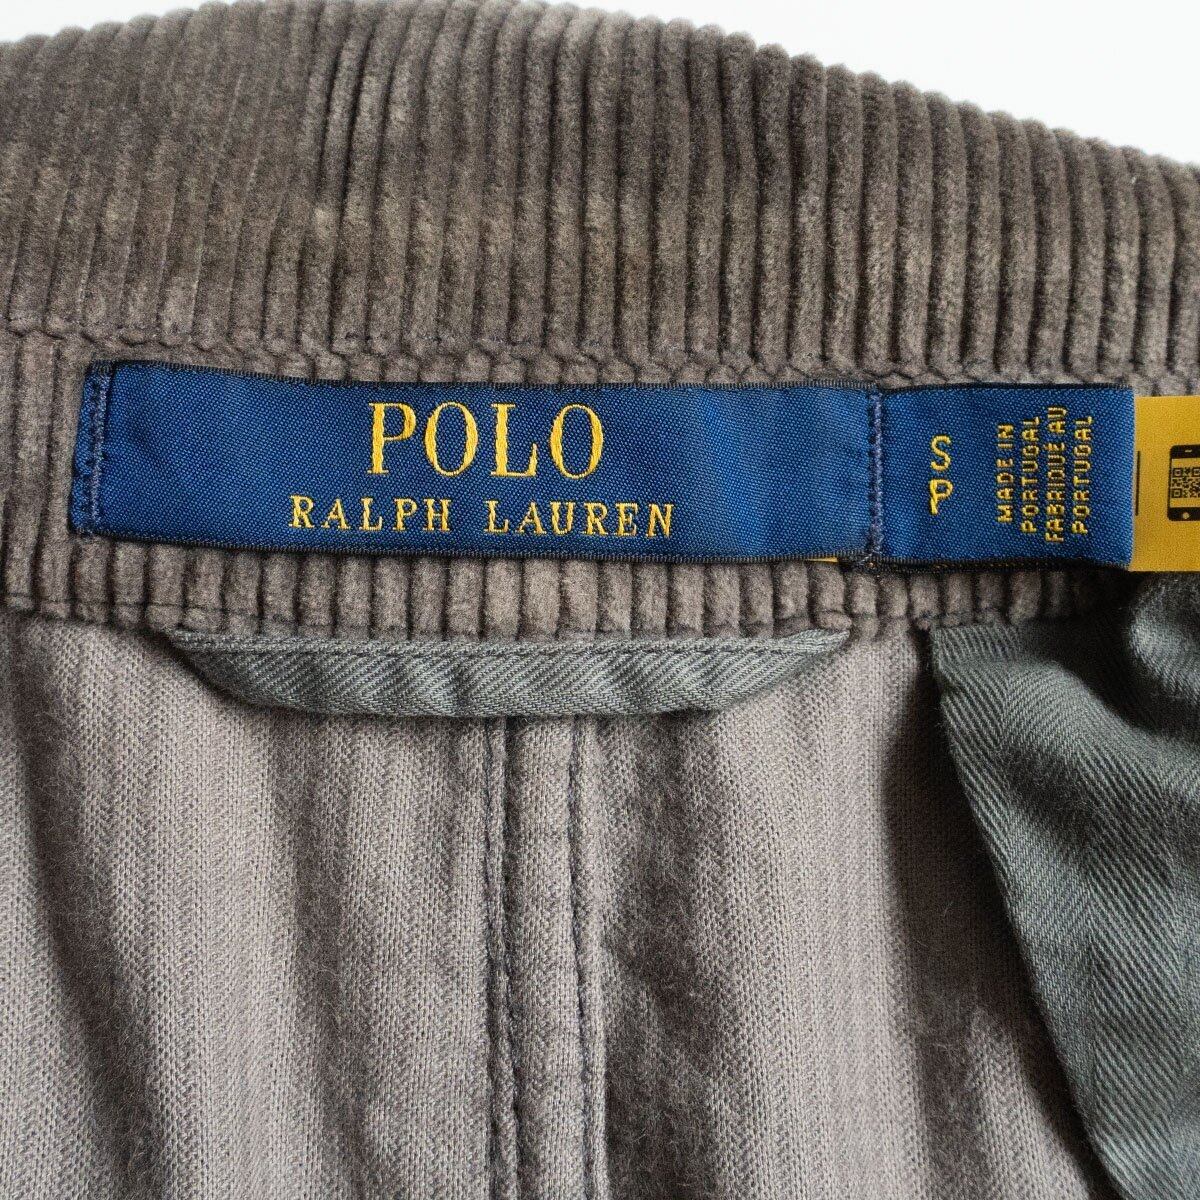 POLO
RALPH LAUREN
S
P
MADE IN
PORTUGAL
FABRIQUÉ AU
PORTUGAL